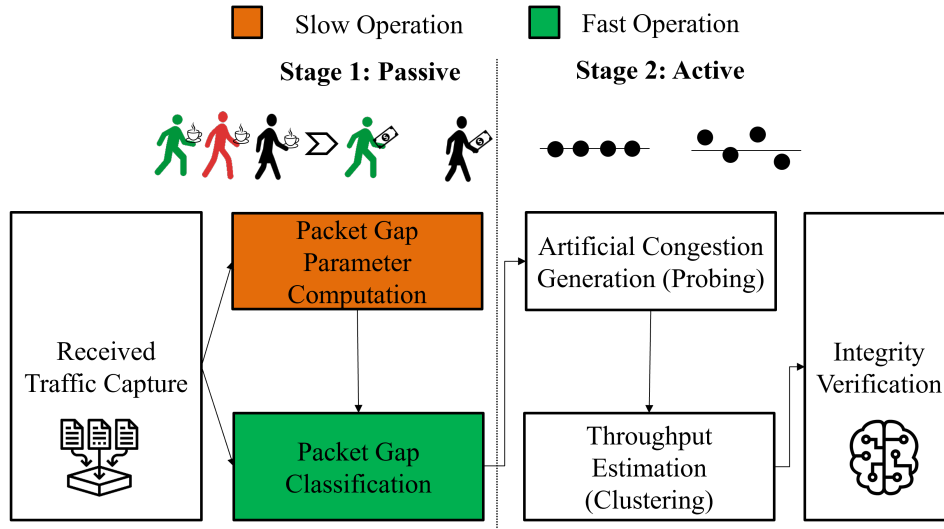 Slow Operation
Fast Operation
Stage 1: Passive
Stage 2: Active
Received
Traffic Capture
Packet Gap
Parameter
Computation
Packet Gap
Classification
Artificial Congestion
Generation (Probing)
Throughput
Estimation
(Clustering)
Integrity
Verification